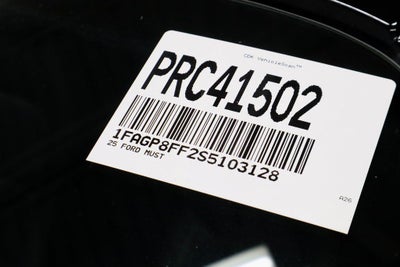 CDK VehicleScan™
PRC41502
1FAGP8FF2S5103128
25 FORD MUST
A26